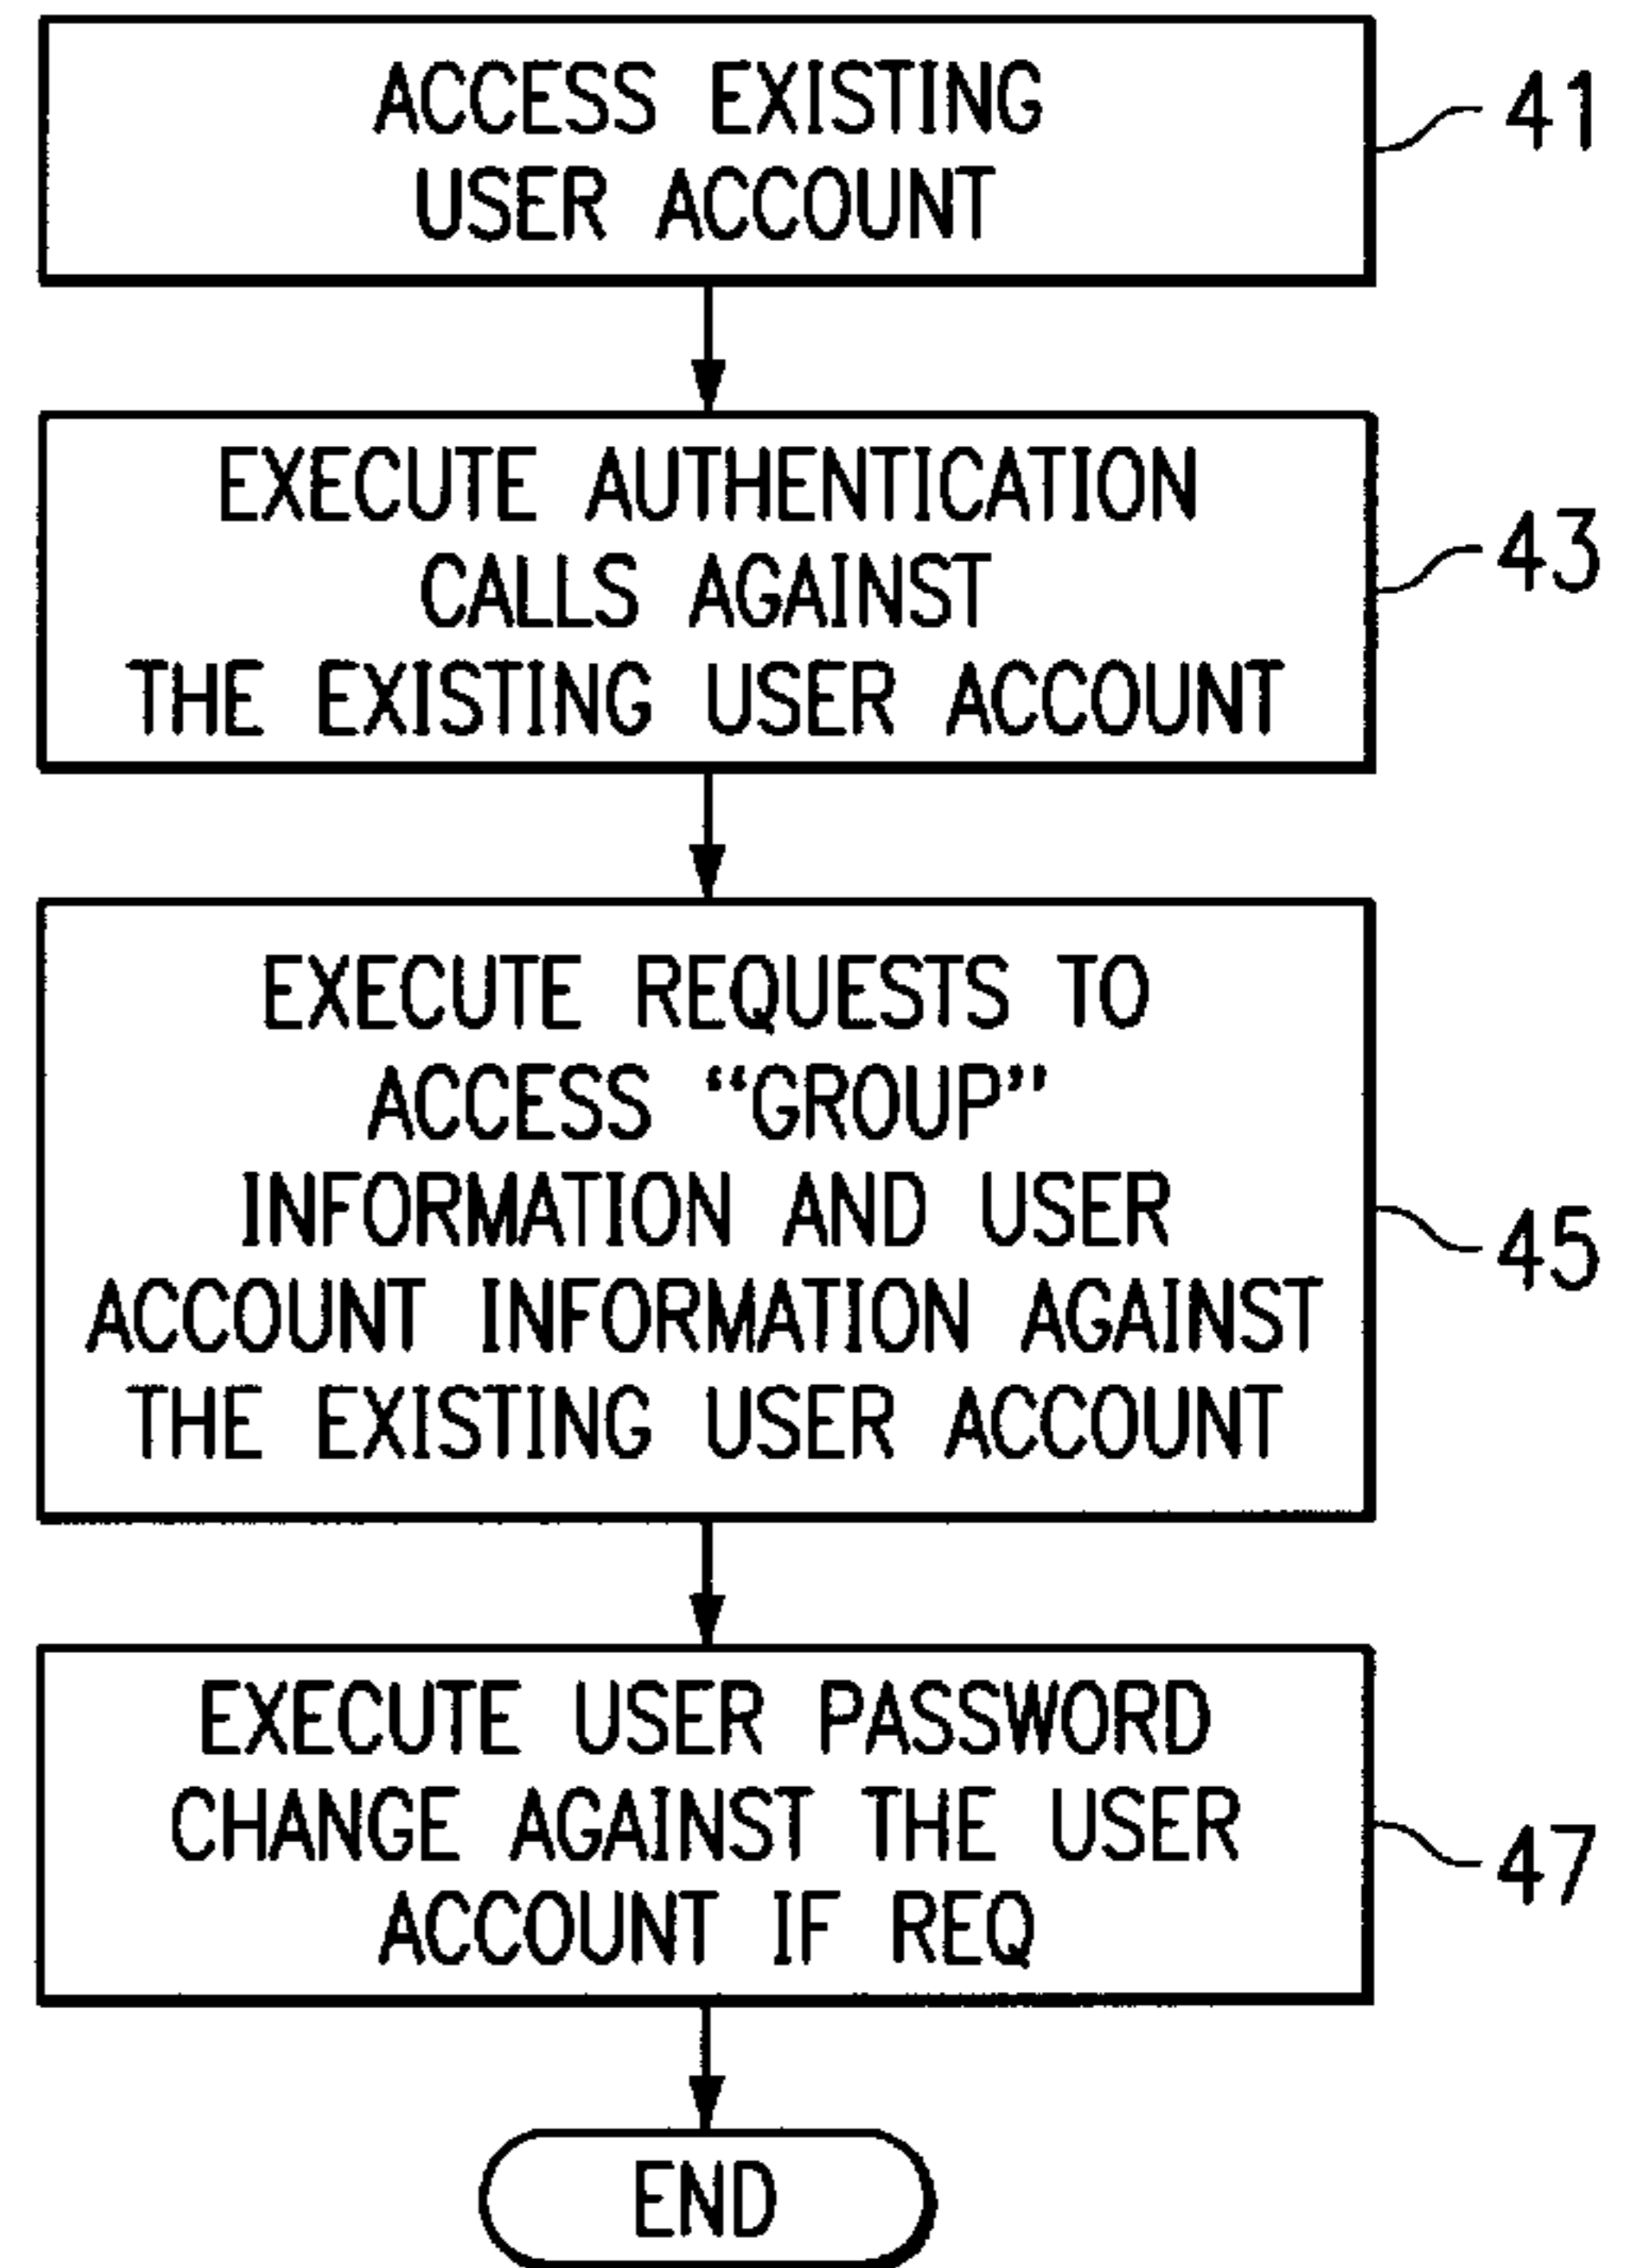 ACCESS EXISTING
USER ACCOUNT
41
EXECUTE AUTHENTICATION
CALLS AGAINST
THE EXISTING USER ACCOUNT
43
EXECUTE REQUESTS TO
ACCESS “GROUP”
INFORMATION AND USER
ACCOUNT INFORMATION AGAINST
THE EXISTING USER ACCOUNT
45
EXECUTE USER PASSWORD
CHANGE AGAINST THE USER
ACCOUNT IF REQ
47
END